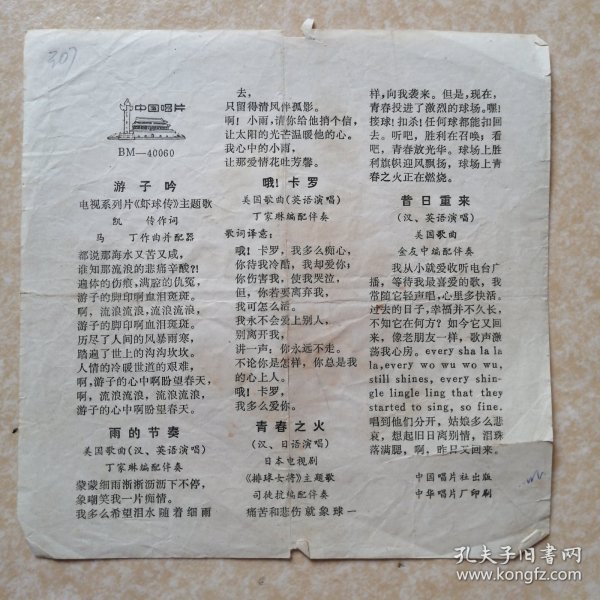 307
中国唱片
BM—40060
游子吟
电视系列片《虾球传》主题歌
凯 传作词
马 丁作曲并配器
都说那海水又苦又咸，
谁知那流浪的悲痛辛酸?!
遍体的伤痕，满腔的仇冤，
游子的脚印啊血泪斑斑。
啊，流浪流浪，流浪流浪，
游子的脚印啊血泪斑斑。
历尽了人间的风暴雨寒，
踏遍了世上的沟沟坎坎。
人情的冷暖世道的艰难，
啊，游子的心中啊盼望春天，
啊，流浪流浪，流浪流浪，
游子的心中啊盼望春天。
雨的节奏
美国歌曲(汉、英语演唱)
丁家琳编配伴奏
蒙蒙细雨淅淅沥沥下不停，
象嘲笑我一片痴情。
我多么希望泪水随着细雨
去，
只留得清风伴孤影。
啊！小雨，请你给他捎个信，
让太阳的光芒温暖他的心。
我心中的小雨，
让那爱情花吐芳馨。
哦！卡罗
美国歌曲(英语演唱)
丁家琳编配伴奏
歌词译意：
哦！卡罗，我多么痴心，
你待我冷酷，我却爱你；
你伤害我，使我哭泣，
但，你若要离弃我，
我可怎么活。
我永不会爱上别人，
别离开我，
讲一声：你永远不走。
不论你是怎样，你总是我
的心上人。
哦！卡罗，
我多么爱你。
青春之火
(汉、日语演唱)
日本电视剧
《排球女将》主题歌
司徒抗编配伴奏
痛苦和悲伤就象球一
样，向我袭来。但是，现在，
青春投进了激烈的球场。嘿！
接球！扣杀！任何球都能扣回
去。听吧，胜利在召唤；看
吧，青春放光华。球场上胜
利旗帜迎风飘扬，球场上青
春之火正在燃烧。
昔日重来
(汉、英语演唱)
美国歌曲
金友中编配伴奏
我从小就爱收听电台广
播，等待我最喜爱的歌，我
常随它轻声唱，心里多快活。
过去的日子，幸福并不久长，
不知它在何方？如今它又回
来，像老朋友一样，歌声激
荡我心房。every sha la la
la, every wo wu wo wu,
still shines, every shin-
gle lingle ling that they
started to sing, so fine.
唱到他们分开，姑娘多么悲
哀，想起旧日离别情，泪珠
落满腮，啊，昨日又回来。
中国唱片社出版
中华唱片厂印刷
孔夫子旧书网
www.kongfz.com